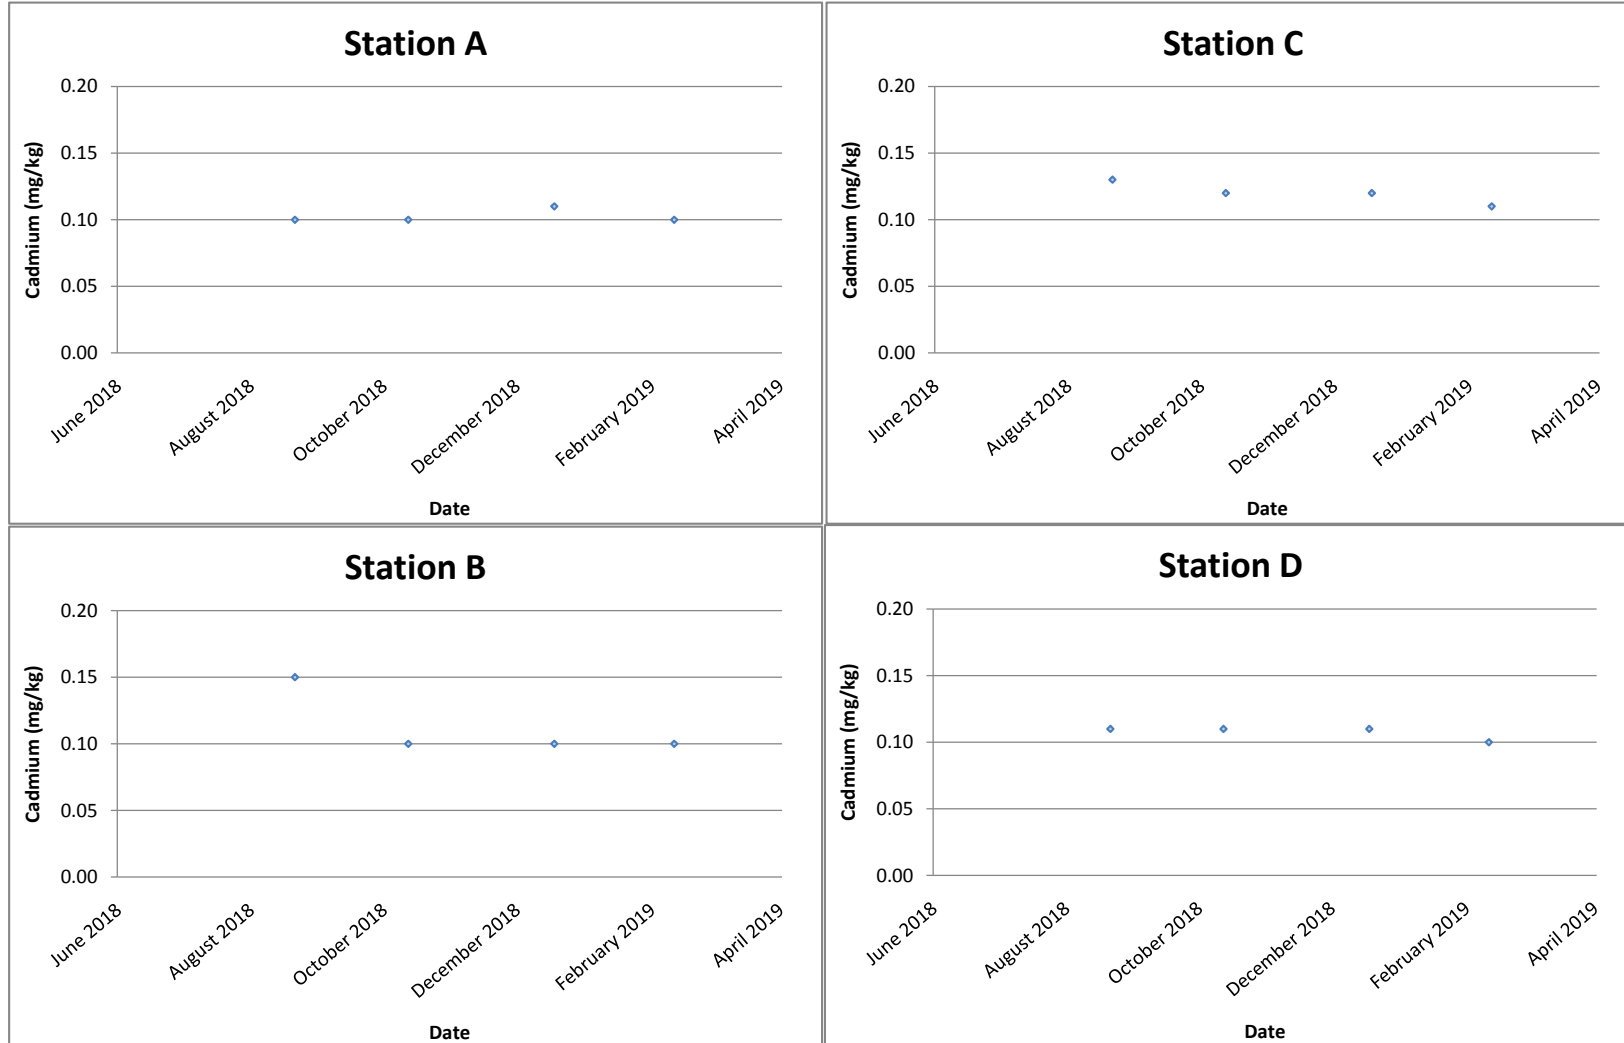 Station A
Cadmium (mg/kg)
0.20
0.15
0.10
0.05
0.00
June 2018
August 2018
October 2018
December 2018
February 2019
April 2019
Date
Station C
Cadmium (mg/kg)
0.20
0.15
0.10
0.05
0.00
June 2018
August 2018
October 2018
December 2018
February 2019
April 2019
Date
Station B
Cadmium (mg/kg)
0.20
0.15
0.10
0.05
0.00
June 2018
August 2018
October 2018
December 2018
February 2019
April 2019
Date
Station D
Cadmium (mg/kg)
0.20
0.15
0.10
0.05
0.00
June 2018
August 2018
October 2018
December 2018
February 2019
April 2019
Date